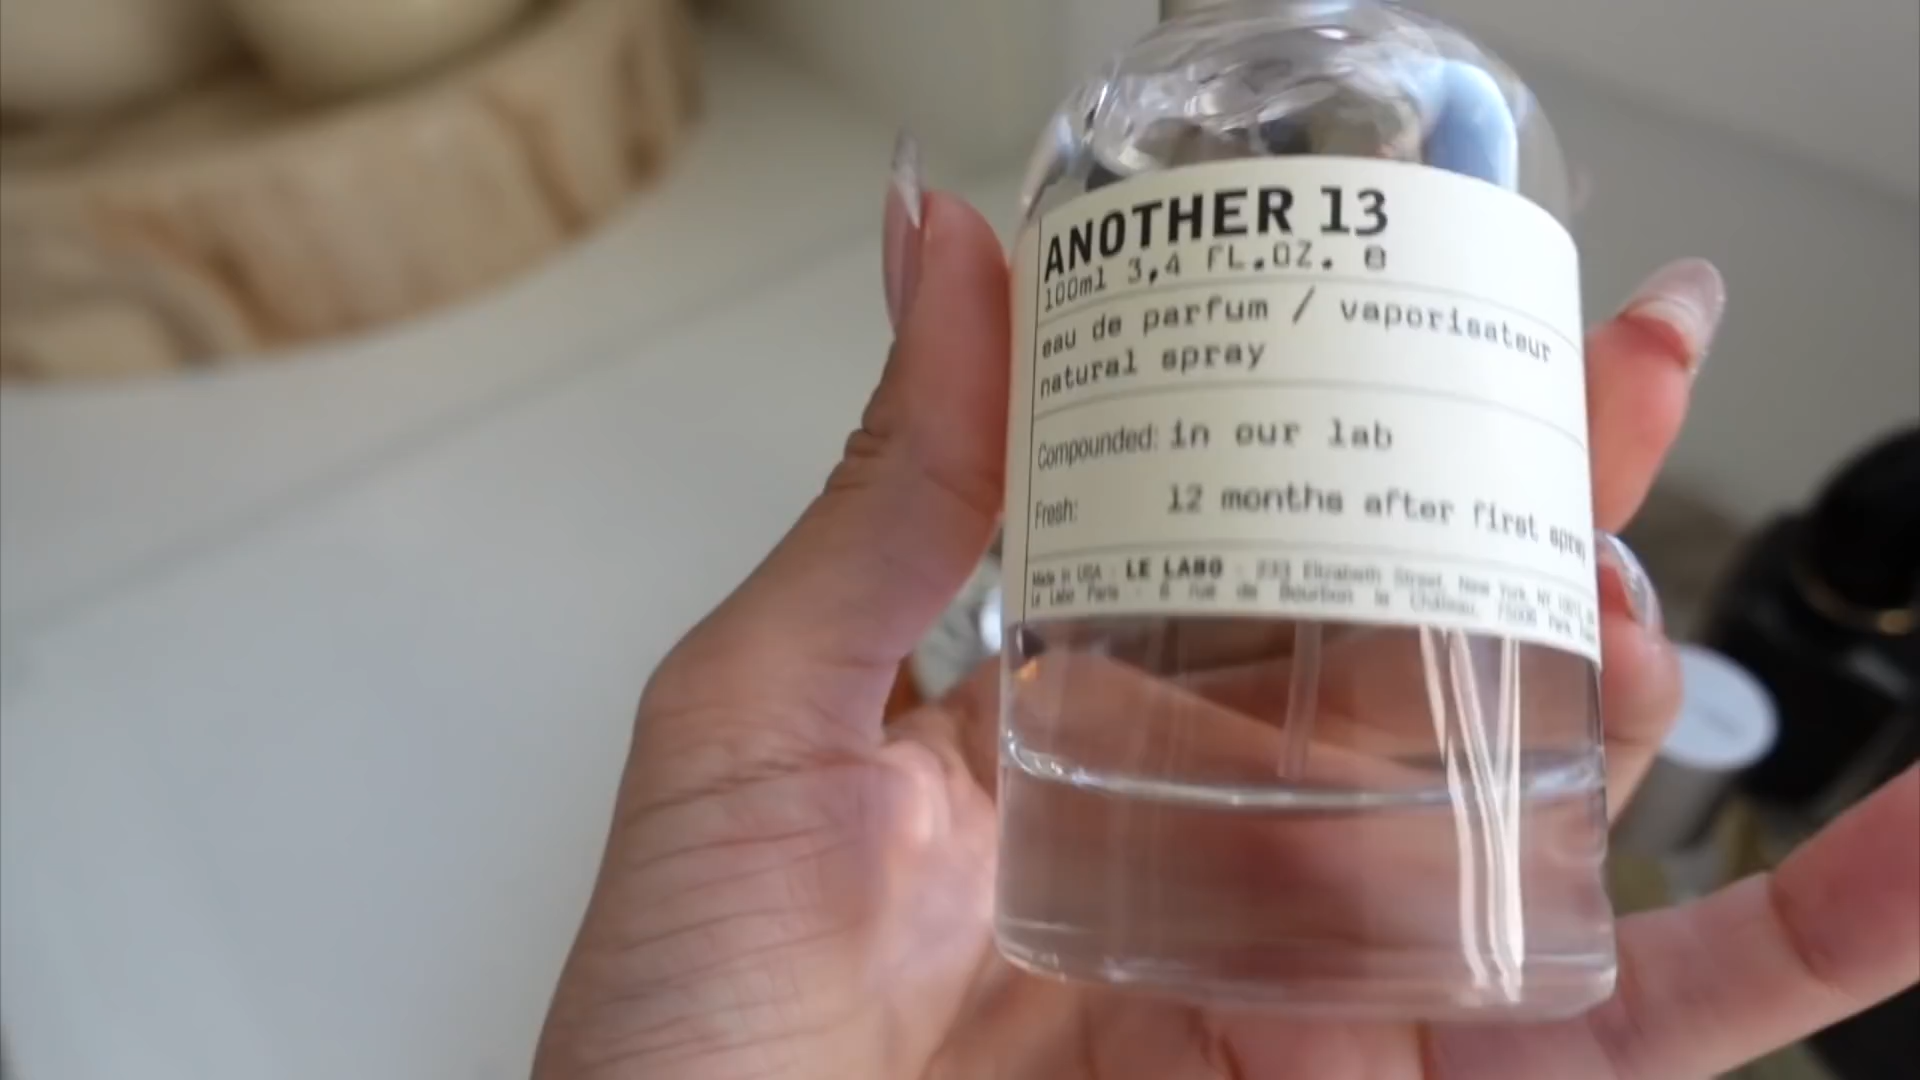 ANOTHER 13
100ml 3,4 FL.OZ. e
eau de parfum / vaporisateur
natural spray
Compounded: in our lab
Fresh: 12 months after first spray
Made in USA - LE LABO - 233 Elizabeth Street, New York, NY
Le Labo Paris - 6 rue de Bourbon le Château, 75006 Paris